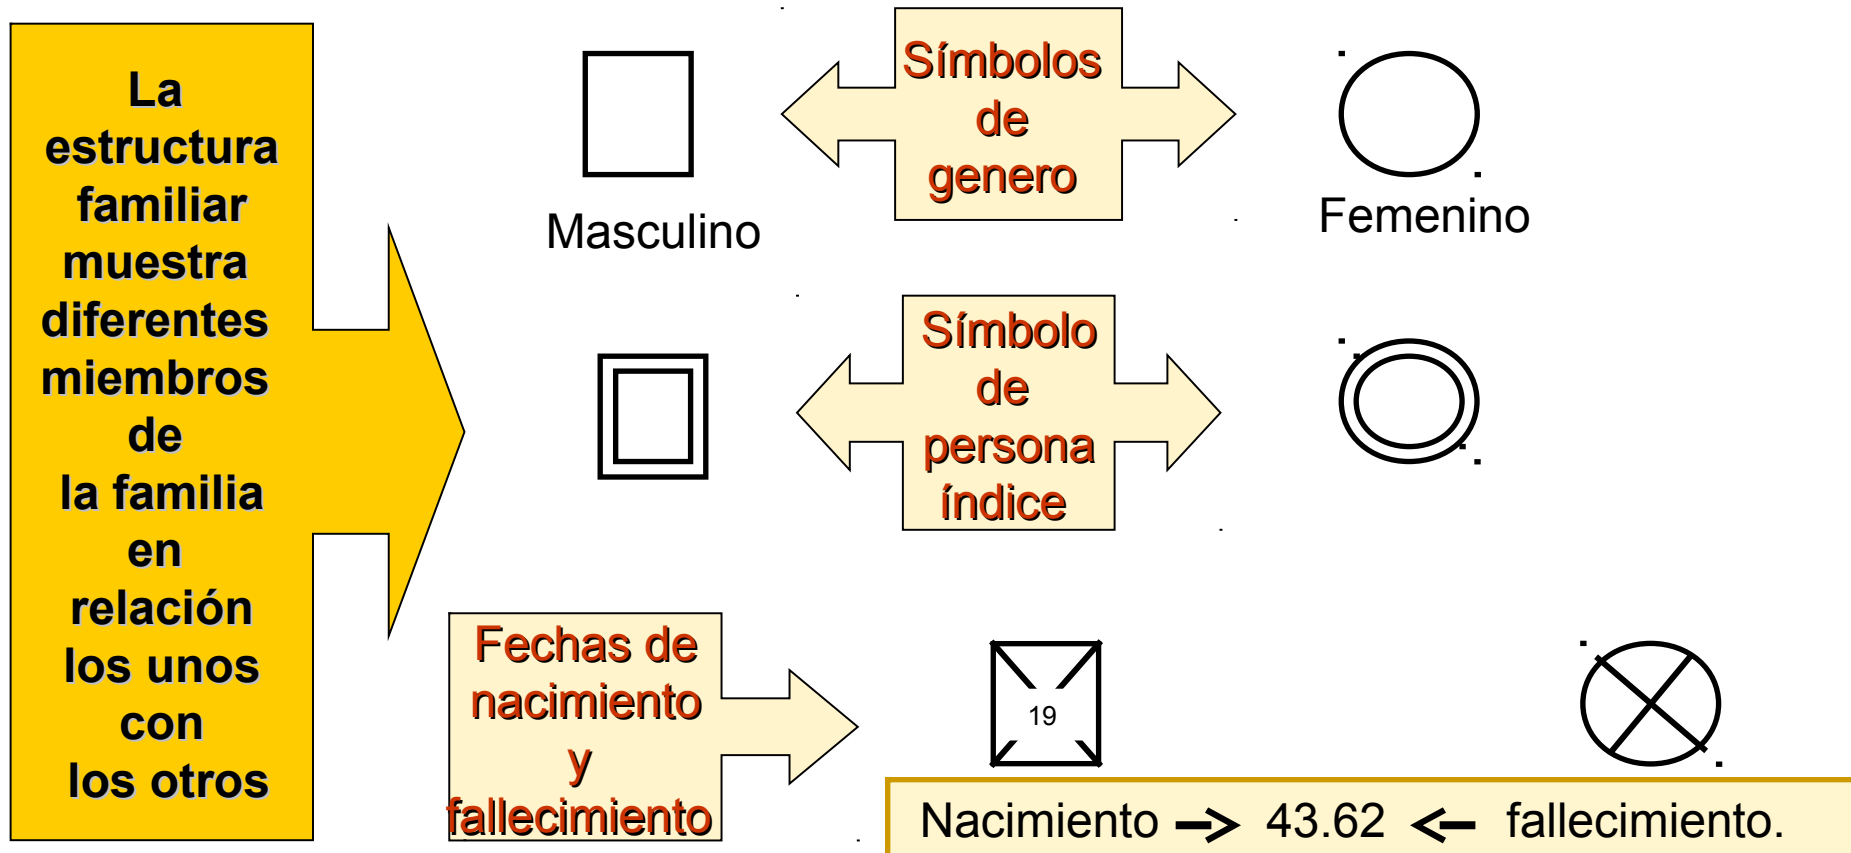 La
estructura
familiar
muestra
diferentes
miembros
de
la familia
en
relación
los unos
con
los otros
Masculino
Símbolos
de
genero
Femenino
Símbolo
de
persona
índice
Fechas de
nacimiento
y
fallecimiento
19
Nacimiento → 43.62 ← fallecimiento.